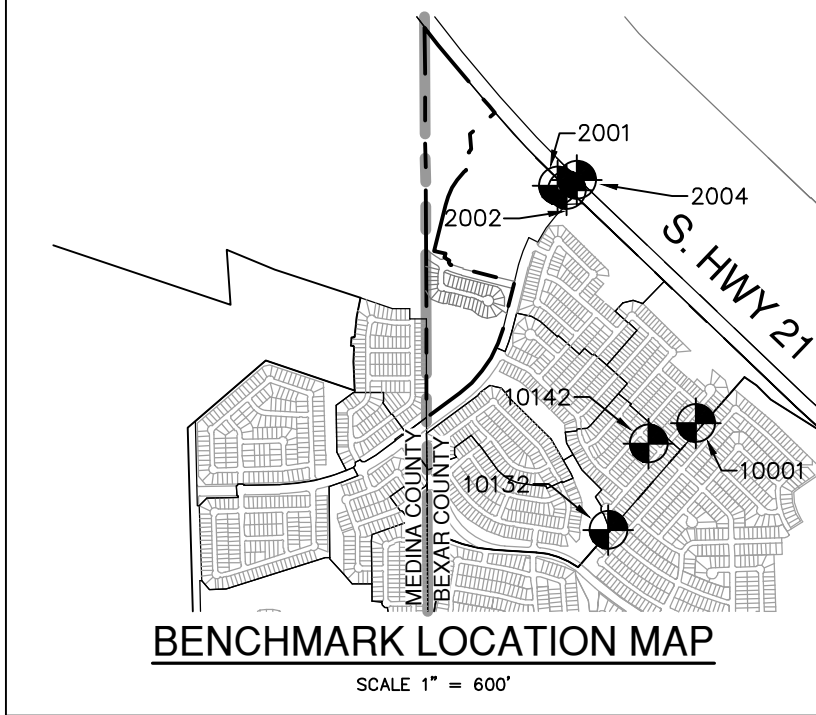 2001
2004
2002
S. HWY 21
10142
10001
10132
MEDINA COUNTY
BEXAR COUNTY
BENCHMARK LOCATION MAP
SCALE 1" = 600'